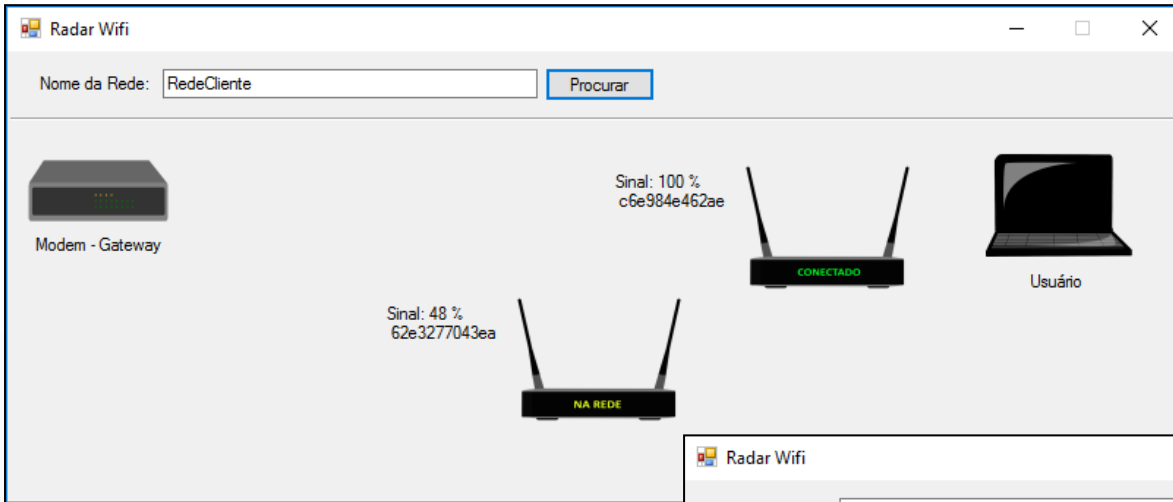 Radar Wifi
Nome da Rede: RedeCliente Procurar
Sinal: 100 %
c6e984e462ae
CONECTADO
Modem - Gateway
Usuário
Sinal: 48 %
62e3277043ea
NA REDE
Radar Wifi